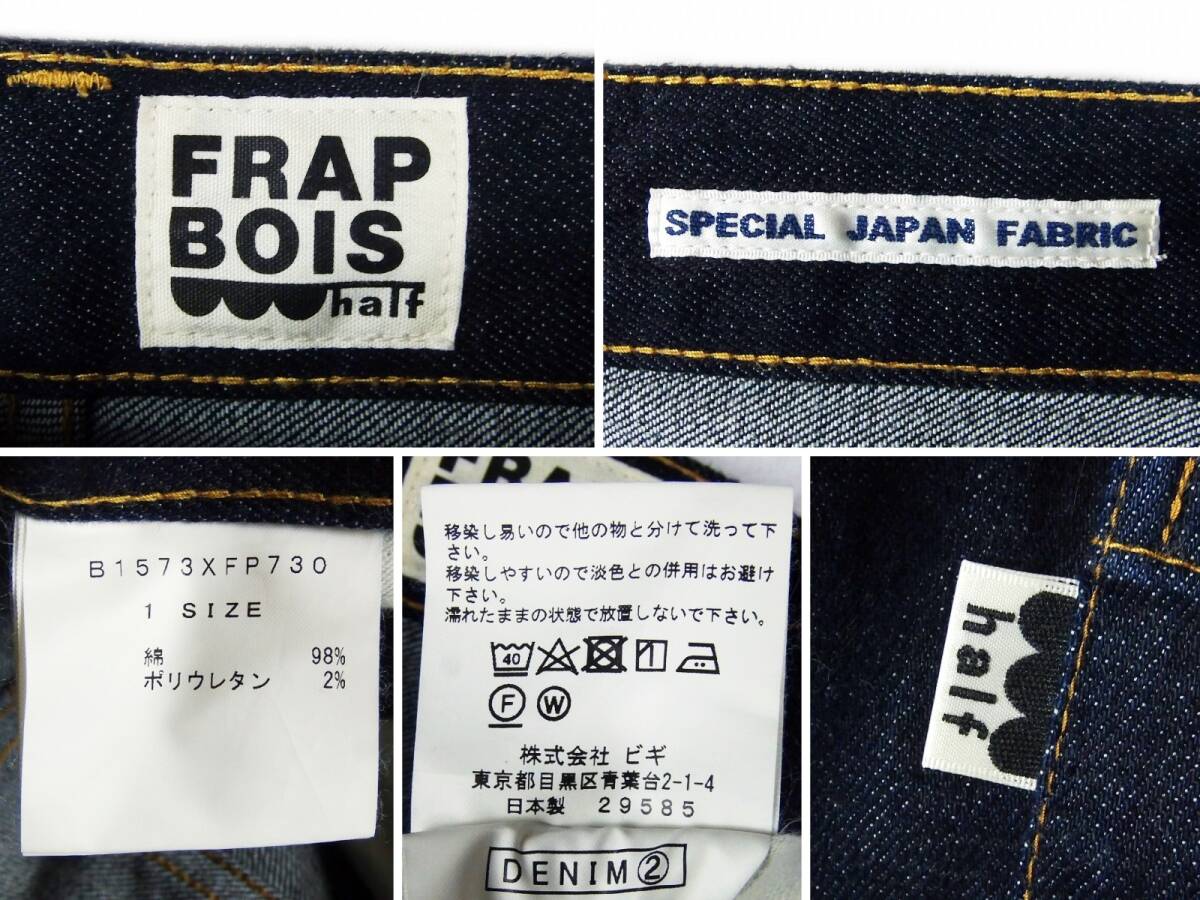 FRAP
BOIS
half
SPECIAL JAPAN FABRIC
B1573XFP730
1 SIZE
綿 98%
ポリウレタン 2%
FRA
移染し易いので他の物と分けて洗って下
さい。
移染しやすいので淡色との併用はお避け
下さい。
濡れたままの状態で放置しないで下さい。
40
F W
株式会社 ビギ
東京都目黒区青葉台2-1-4
日本製 29585
DENIM②
half